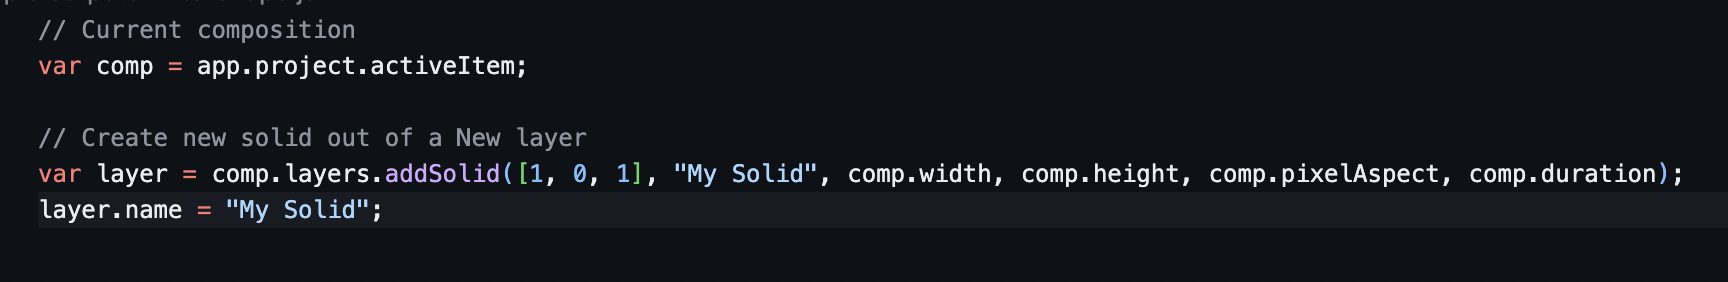 // Current composition
var comp = app.project.activeItem;
// Create new solid out of a New layer
var layer = comp.layers.addSolid([1, 0, 1], "My Solid", comp.width, comp.height, comp.pixelAspect, comp.duration);
layer.name = "My Solid";